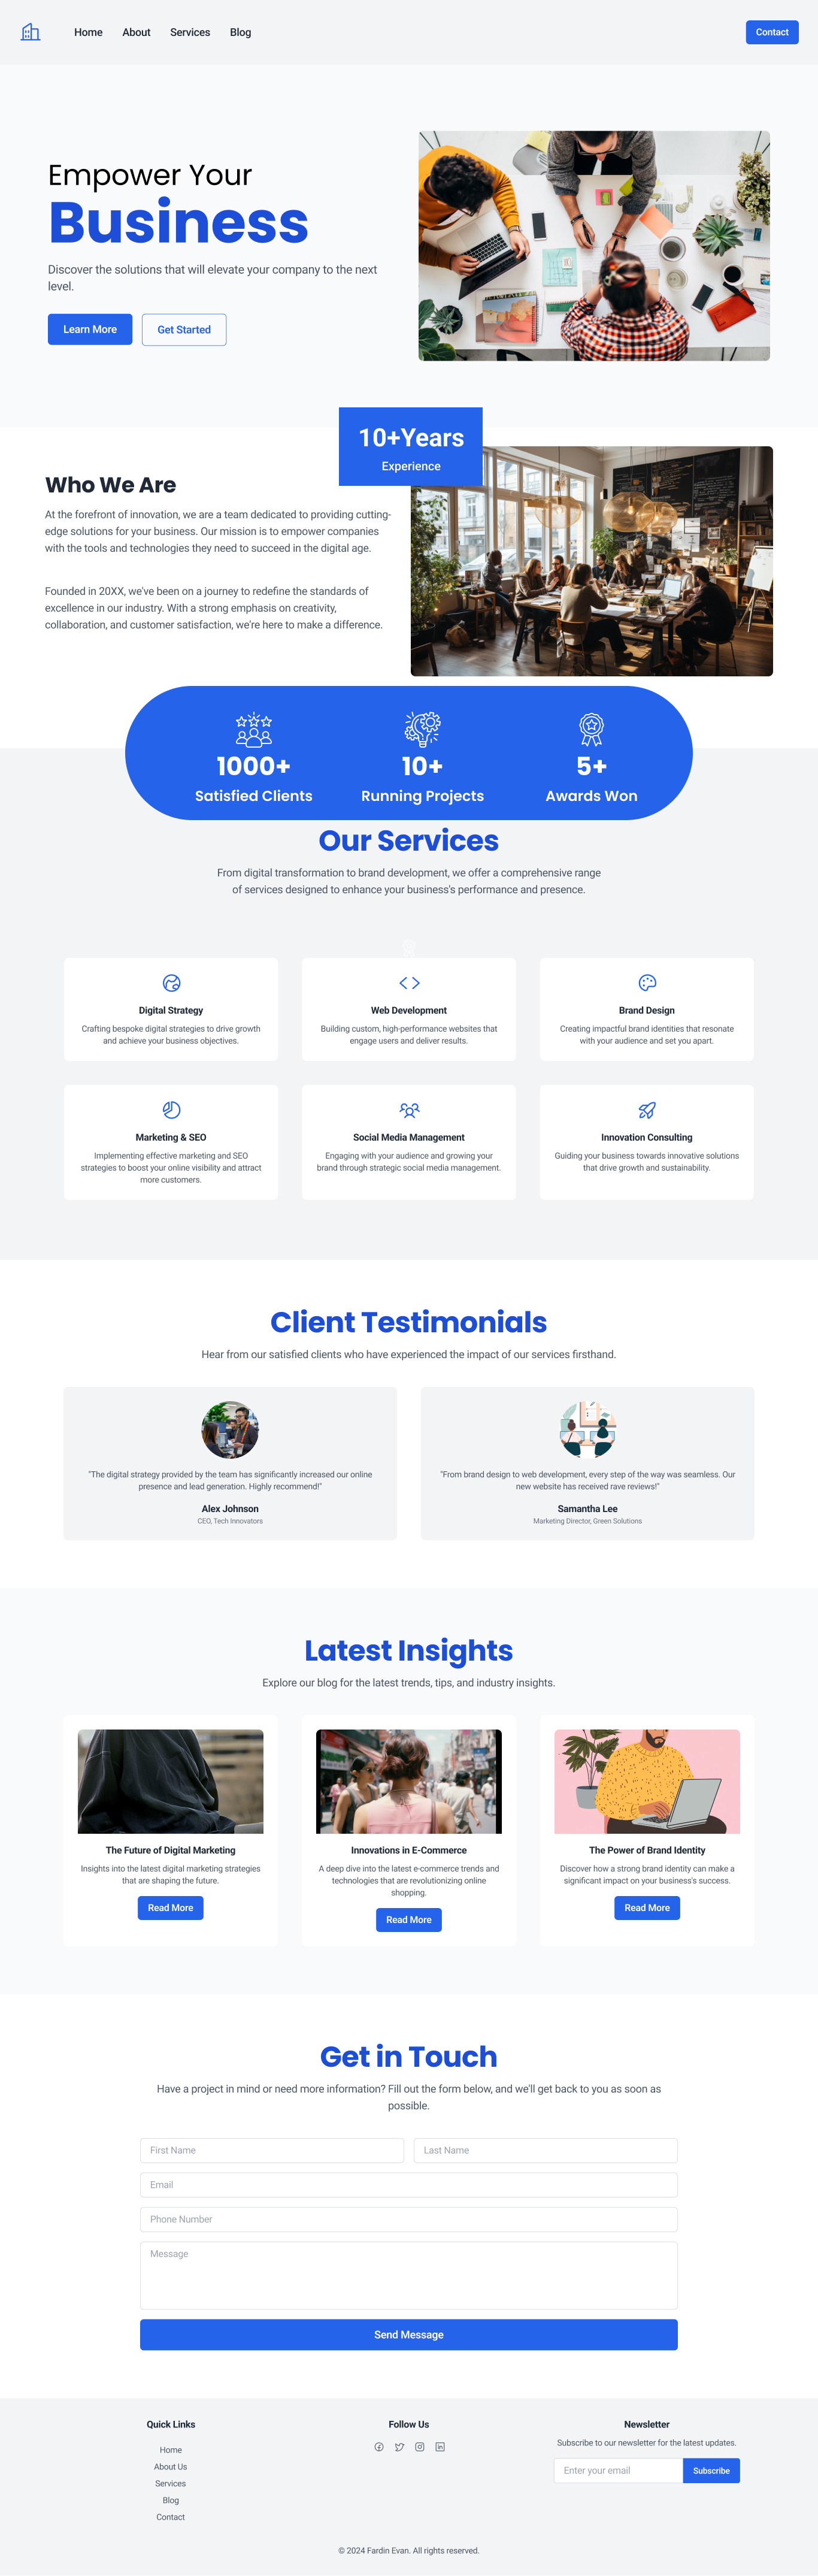 Home About Services Blog Contact
Empower Your
Business
Discover the solutions that will elevate your company to the next
level.
Learn More Get Started
10+Years
Experience
Who We Are
At the forefront of innovation, we are a team dedicated to providing cutting-
edge solutions for your business. Our mission is to empower companies
with the tools and technologies they need to succeed in the digital age.
Founded in 20XX, we've been on a journey to redefine the standards of
excellence in our industry. With a strong emphasis on creativity,
collaboration, and customer satisfaction, we're here to make a difference.
1000+ 10+ 5+
Satisfied Clients Running Projects Awards Won
Our Services
From digital transformation to brand development, we offer a comprehensive range
of services designed to enhance your business's performance and presence.
Digital Strategy
Crafting bespoke digital strategies to drive growth
and achieve your business objectives.
Web Development
Building custom, high-performance websites that
engage users and deliver results.
Brand Design
Creating impactful brand identities that resonate
with your audience and set you apart.
Marketing & SEO
Implementing effective marketing and SEO
strategies to boost your online visibility and attract
more customers.
Social Media Management
Engaging with your audience and growing your
brand through strategic social media management.
Innovation Consulting
Guiding your business towards innovative solutions
that drive growth and sustainability.
Client Testimonials
Hear from our satisfied clients who have experienced the impact of our services firsthand.
"The digital strategy provided by the team has significantly increased our online
presence and lead generation. Highly recommend!"
Alex Johnson
CEO, Tech Innovators
"From brand design to web development, every step of the way was seamless. Our
new website has received rave reviews!"
Samantha Lee
Marketing Director, Green Solutions
Latest Insights
Explore our blog for the latest trends, tips, and industry insights.
The Future of Digital Marketing
Insights into the latest digital marketing strategies
that are shaping the future.
Read More
Innovations in E-Commerce
A deep dive into the latest e-commerce trends and
technologies that are revolutionizing online
shopping.
Read More
The Power of Brand Identity
Discover how a strong brand identity can make a
significant impact on your business's success.
Read More
Get in Touch
Have a project in mind or need more information? Fill out the form below, and we'll get back to you as soon as
possible.
First Name Last Name
Email
Phone Number
Message
Send Message
Quick Links
Home
About Us
Services
Blog
Contact
Follow Us
Newsletter
Subscribe to our newsletter for the latest updates.
Enter your email Subscribe
© 2024 Fardin Evan. All rights reserved.